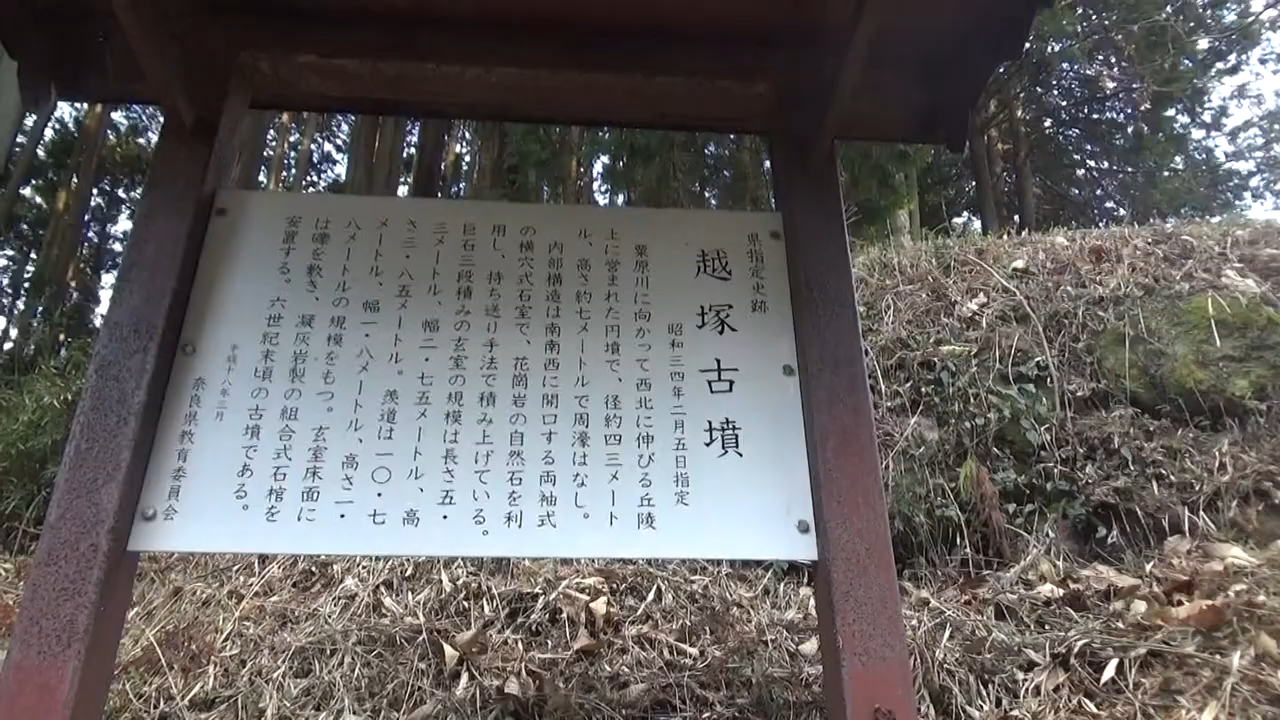 県指定史跡
越塚古墳
昭和三四年二月五日指定
粟原川に向かって西北に伸びる丘陵
上に営まれた円墳で、径約四三メート
ル、高さ約七メートルで周濠はなし。
内部構造は南南西に開口する両袖式
の横穴式石室で、花崗岩の自然石を利
用し、持ち送り手法で積み上げている。
巨石三段積みの玄室の規模は長さ五・
三メートル、幅二・七五メートル、高
さ三・八五メートル。羨道は一〇・七
メートル、幅一・八メートル、高さ一・
八メートルの規模をもつ。玄室床面に
は礫を敷き、凝灰岩製の組合式石棺を
安置する。六世紀末頃の古墳である。
平成十八年三月
奈良県教育委員会